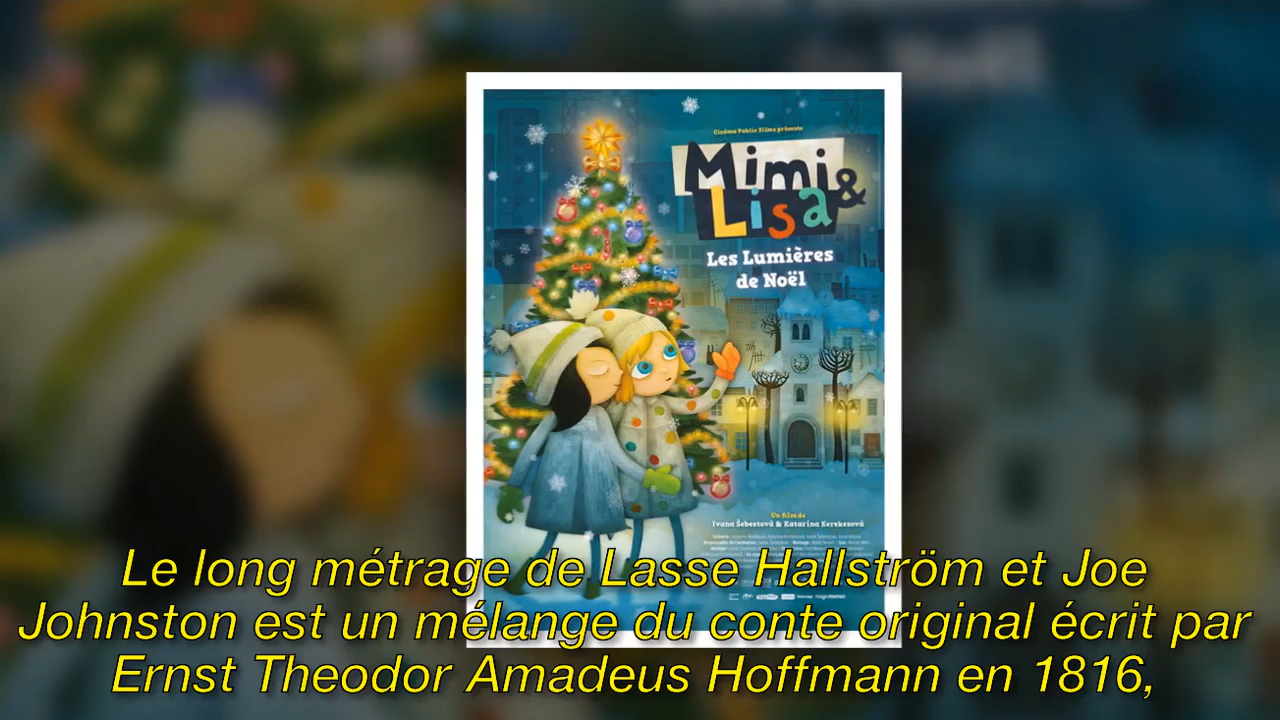 Cinéma Public Films présente
Mimi &
Lisa
Les Lumières
de Noël
Un film de
Ivana Šebestová & Katarína Kerekesová
Le long métrage de Lasse Hallström et Joe
Johnston est un mélange du conte original écrit par
Ernst Theodor Amadeus Hoffmann en 1816,